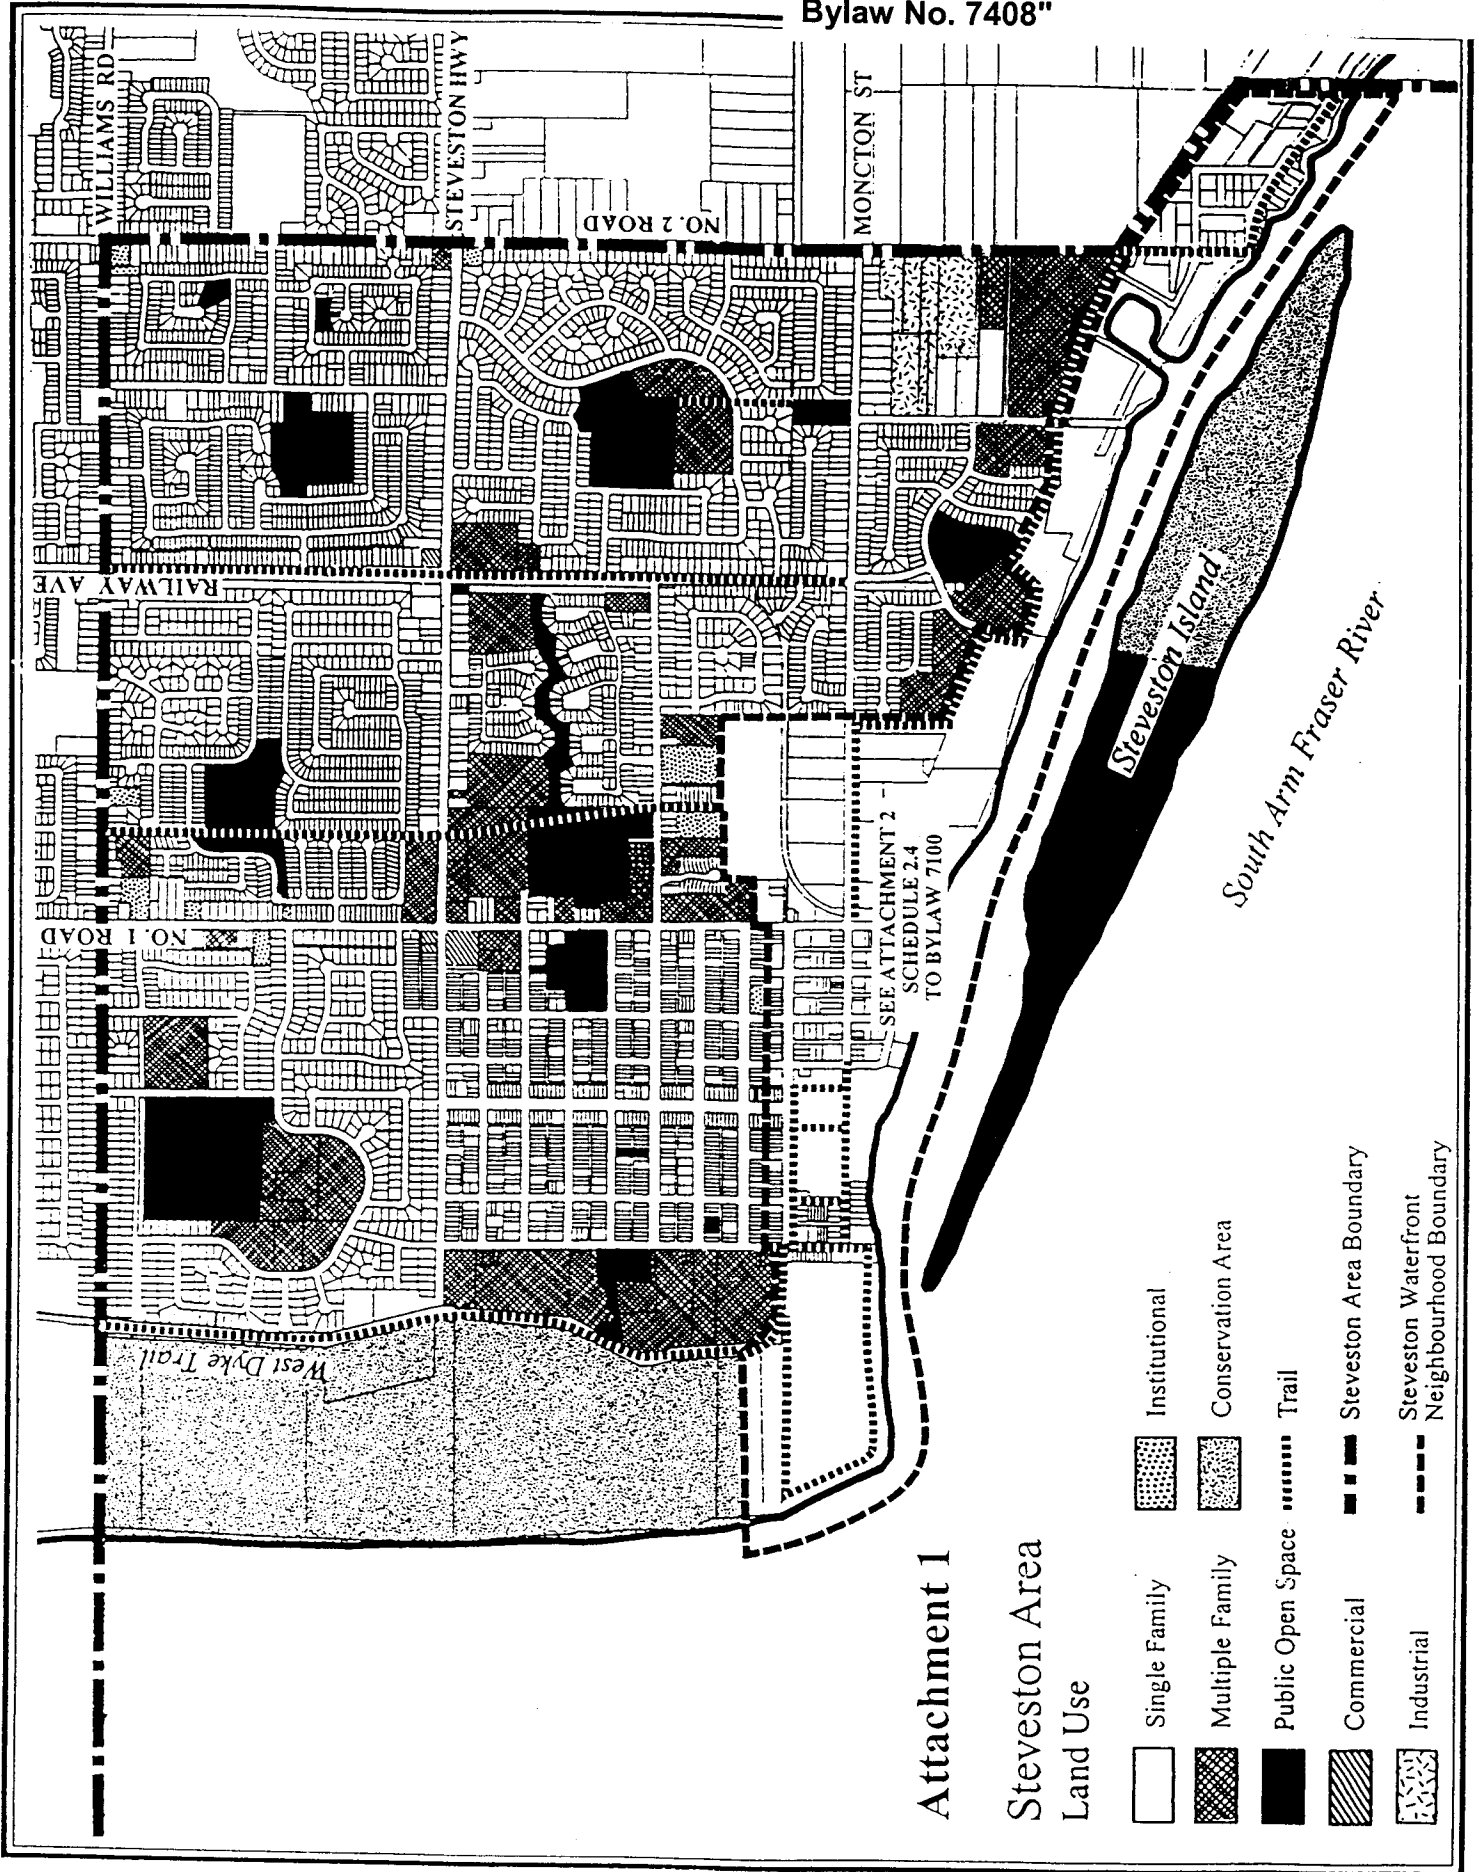 Bylaw No. 7408"
WILLIAMS RD
STEVESTON HWY
MONCTON ST
NO. 2 ROAD
RAILWAY AVE
NO. 1 ROAD
West Dyke Trail
SEE ATTACHMENT 2
SCHEDULE 2.4
TO BYLAW 7100
Steveston Island
South Arm Fraser River
Attachment 1
Steveston Area
Land Use
Single Family
Multiple Family
Public Open Space
Commercial
Industrial
Institutional
Conservation Area
Trail
Steveston Area Boundary
Steveston Waterfront
Neighbourhood Boundary